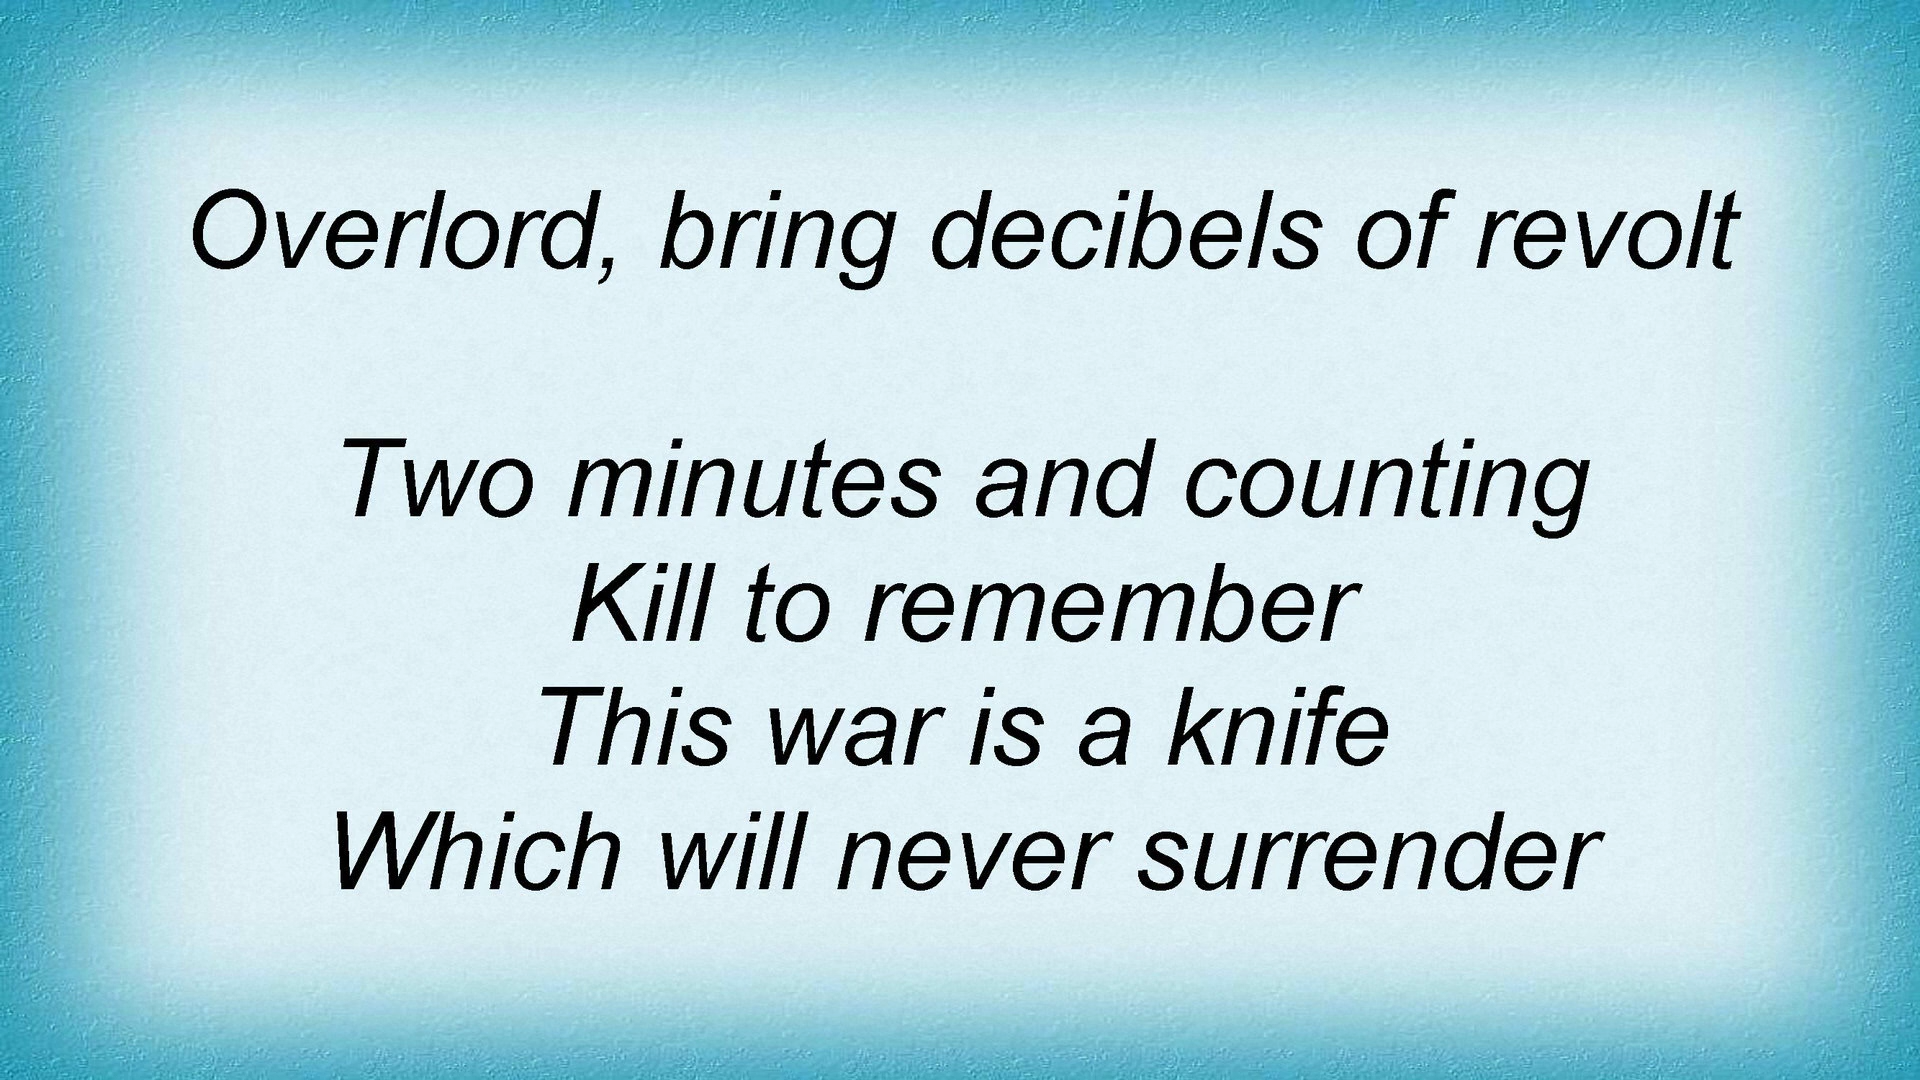 Overlord, bring decibels of revolt
Two minutes and counting
Kill to remember
This war is a knife
Which will never surrender